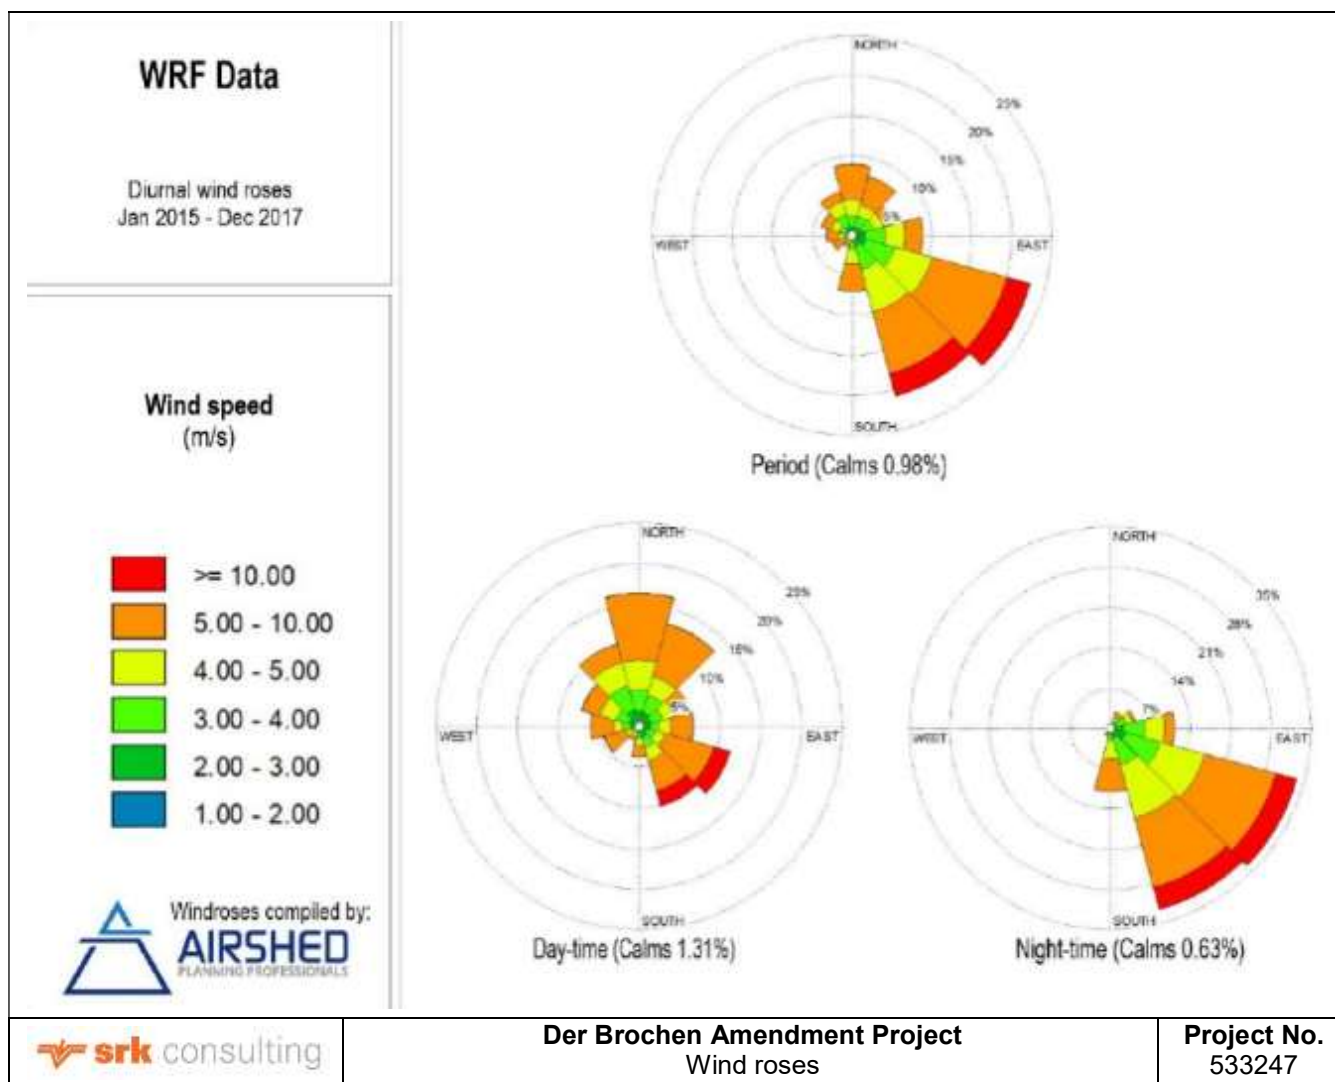 WRF Data
Diurnal wind roses
Jan 2015 - Dec 2017
Wind speed
(m/s)
>= 10.00
5.00 - 10.00
4.00 - 5.00
3.00 - 4.00
2.00 - 3.00
1.00 - 2.00
Windroses compiled by:
AIRSHED
PLANNING PROFESSIONALS
NORTH
25%
20%
15%
10%
5%
WEST
EAST
SOUTH
Period (Calms 0.98%)
NORTH
25%
20%
15%
10%
5%
WEST
EAST
SOUTH
Day-time (Calms 1.31%)
NORTH
35%
28%
21%
14%
7%
WEST
EAST
SOUTH
Night-time (Calms 0.63%)
srk consulting
Der Brochen Amendment Project
Wind roses
Project No.
533247